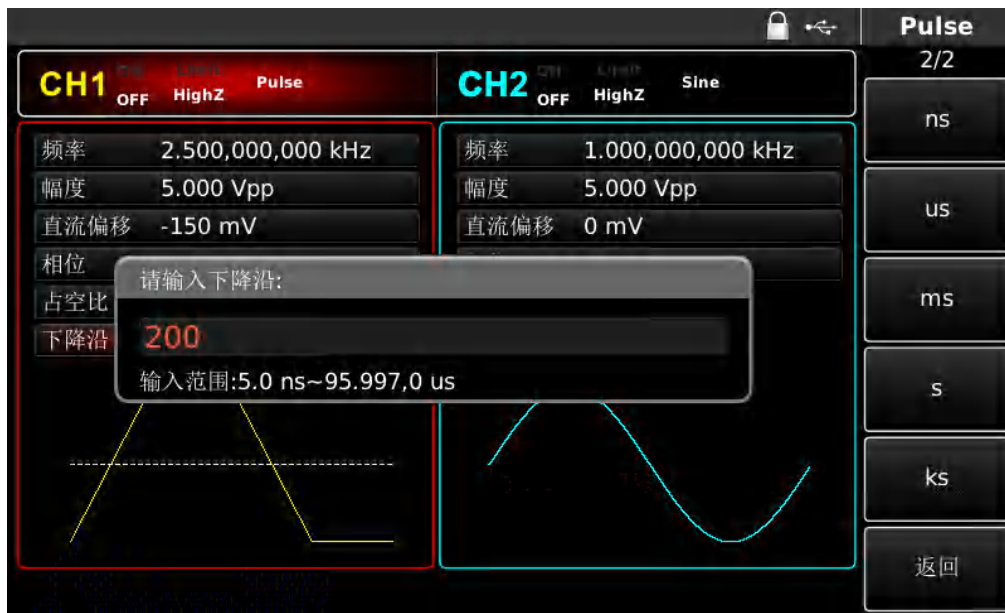 Pulse
2/2
CH1 OFF HighZ Pulse
CH2 OFF HighZ Sine
频率 2.500,000,000 kHz
幅度 5.000 Vpp
直流偏移 -150 mV
相位
占空比
下降沿
频率 1.000,000,000 kHz
幅度 5.000 Vpp
直流偏移 0 mV
请输入下降沿:
200
输入范围:5.0 ns~95.997,0 us
ns
us
ms
s
ks
返回